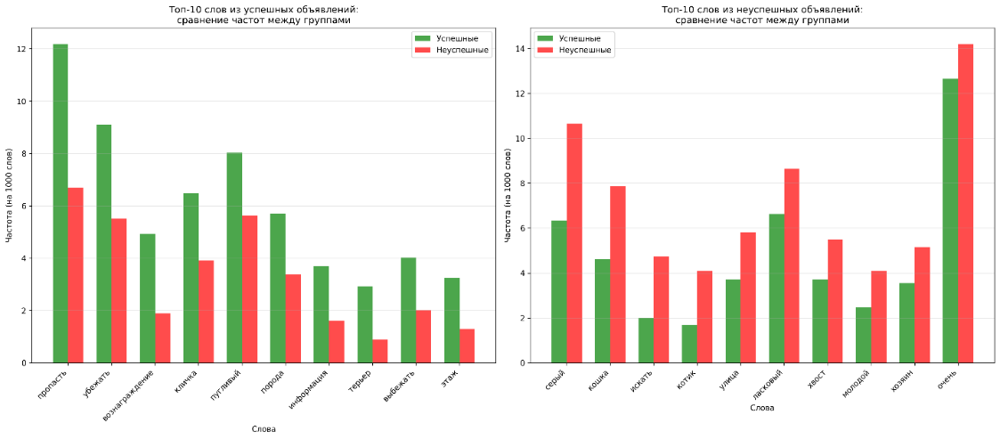 Топ-10 слов из успешных объявлений:
сравнение частот между группами
Успешные
Неуспешные
Частота (на 1000 слов)
12
10
8
6
4
2
0
пропасть
убежать
вознаграждение
кличка
пугливый
порода
информация
терьер
выбежать
этаж
Слова
Топ-10 слов из неуспешных объявлений:
сравнение частот между группами
Успешные
Неуспешные
Частота (на 1000 слов)
14
12
10
8
6
4
2
0
серый
кошка
искать
котик
улица
ласковый
хвост
молодой
хозяин
очень
Слова